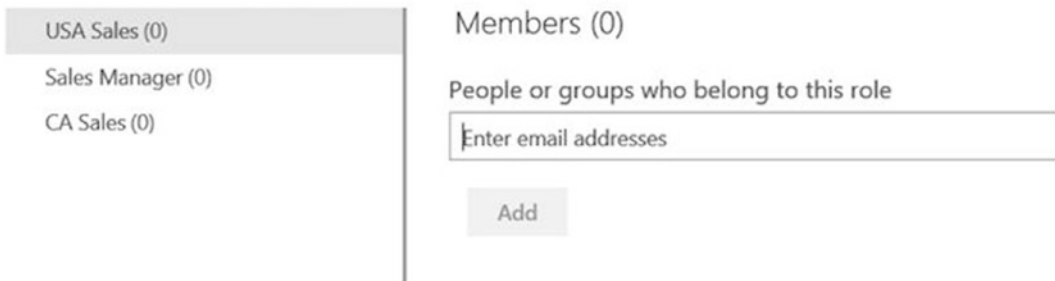 USA Sales (0)
Sales Manager (0)
CA Sales (0)
Members (0)
People or groups who belong to this role
Enter email addresses
Add